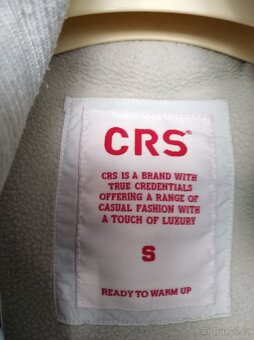 CRS®
CRS IS A BRAND WITH
TRUE CREDENTIALS
OFFERING A RANGE OF
CASUAL FASHION WITH
A TOUCH OF LUXURY
S
READY TO WARM UP